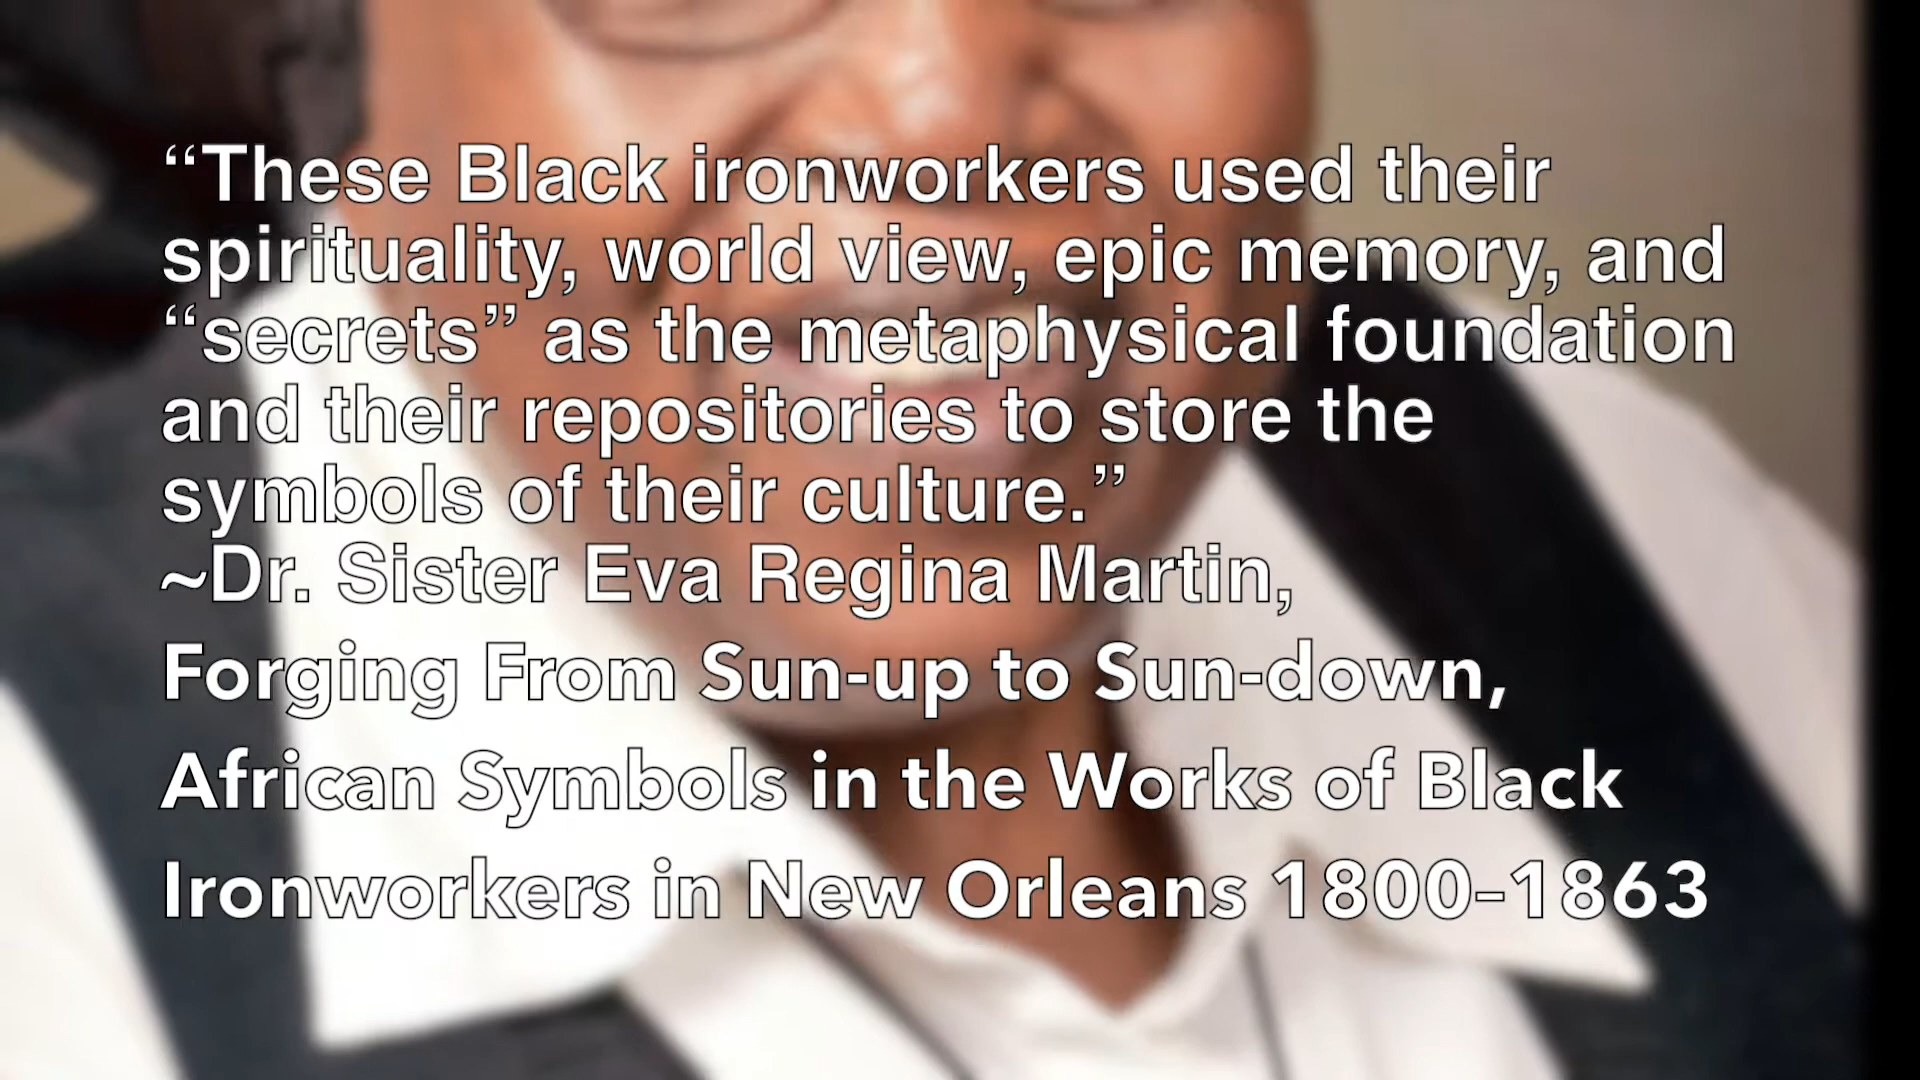 “These Black ironworkers used their
spirituality, world view, epic memory, and
“secrets” as the metaphysical foundation
and their repositories to store the
symbols of their culture.”
~Dr. Sister Eva Regina Martin,
Forging From Sun-up to Sun-down,
African Symbols in the Works of Black
Ironworkers in New Orleans 1800–1863